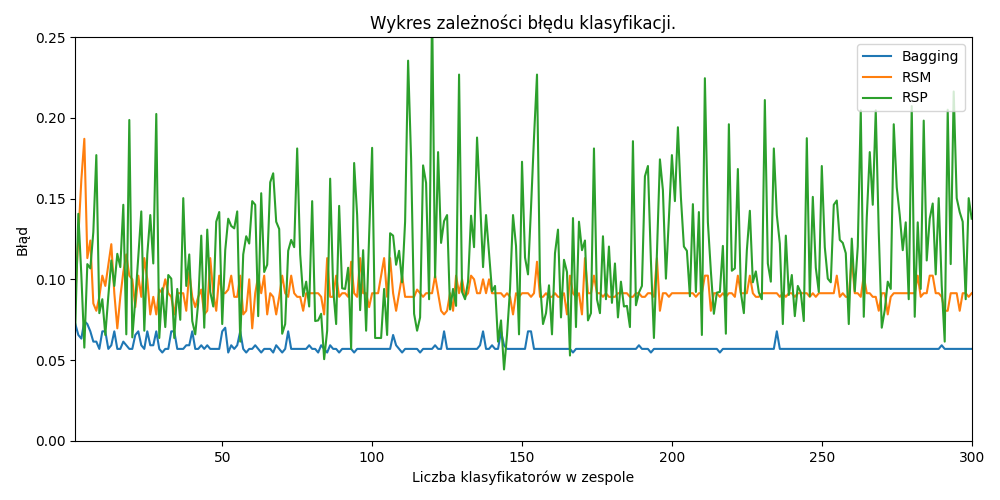 Wykres zależności błędu klasyfikacji.
Błąd
0.25
0.20
0.15
0.10
0.05
0.00
Bagging
RSM
RSP
50
100
150
200
250
300
Liczba klasyfikatorów w zespole